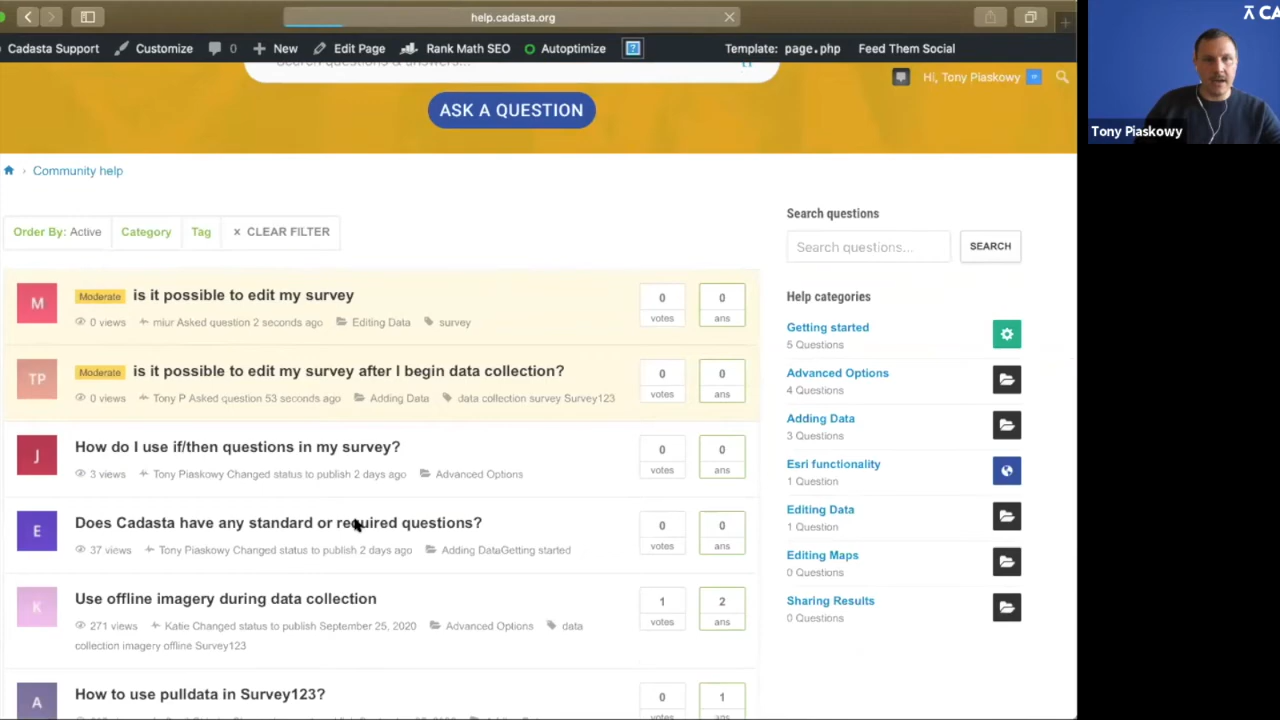 help.cadasta.org
Cadasta Support Customize 0 New Edit Page Rank Math SEO Autoptimize Template: page.php Feed Them Social
Search questions & answers...
Hi, Tony Piaskowy
ASK A QUESTION
Community help
Order By: Active Category Tag × CLEAR FILTER
Moderate is it possible to edit my survey
0 views miur Asked question 2 seconds ago Editing Data survey
0 votes
0 ans
Moderate is it possible to edit my survey after I begin data collection?
0 views Tony P Asked question 53 seconds ago Adding Data data collection survey Survey123
0 votes
0 ans
How do I use if/then questions in my survey?
3 views Tony Piaskowy Changed status to publish 2 days ago Advanced Options
0 votes
0 ans
Does Cadasta have any standard or required questions?
37 views Tony Piaskowy Changed status to publish 2 days ago Adding DataGetting started
0 votes
0 ans
Use offline imagery during data collection
271 views Katie Changed status to publish September 25, 2020 Advanced Options data
collection imagery offline Survey123
1 votes
2 ans
How to use pulldata in Survey123?
0 votes
1 ans
M
TP
J
E
K
A
Search questions
Search questions...
SEARCH
Help categories
Getting started
5 Questions
Advanced Options
4 Questions
Adding Data
3 Questions
Esri functionality
1 Question
Editing Data
1 Question
Editing Maps
0 Questions
Sharing Results
0 Questions
CA
Tony Piaskowy